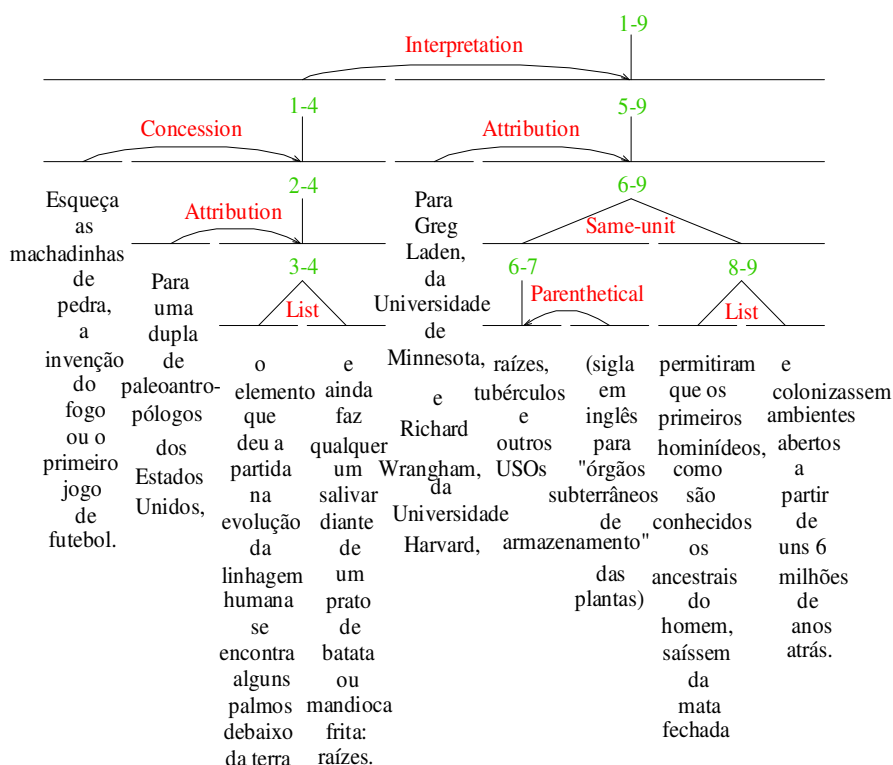 1-9
Interpretation
1-4
5-9
Concession
Attribution
2-4
6-9
Attribution
Same-unit
3-4
6-7
8-9
List
Parenthetical
List
Esqueça
as
machadinhas
de
pedra,
a
invenção
do
fogo
ou o
primeiro
jogo
de
futebol.
Para
uma
dupla
de
paleoantro-
pólogos
dos
Estados
Unidos,
o
elemento
que
deu a
partida
na
evolução
da
linhagem
humana
se
encontra
alguns
palmos
debaixo
da terra
e
ainda
faz
qualquer
um
salivar
diante
de
um
prato
de
batata
ou
mandioca
frita:
raízes.
Para
Greg
Laden,
da
Universidade
de
Minnesota,
e
Richard
Wrangham,
da
Universidade
Harvard,
raízes,
tubérculos
e
outros
USOs
(sigla
em
inglês
para
"órgãos
subterrâneos
de
armazenamento"
das
plantas)
permitiram
que os
primeiros
hominídeos,
como
são
conhecidos
os
ancestrais
do
homem,
saíssem
da
mata
fechada
e
colonizassem
ambientes
abertos
a
partir
de
uns 6
milhões
de
anos
atrás.